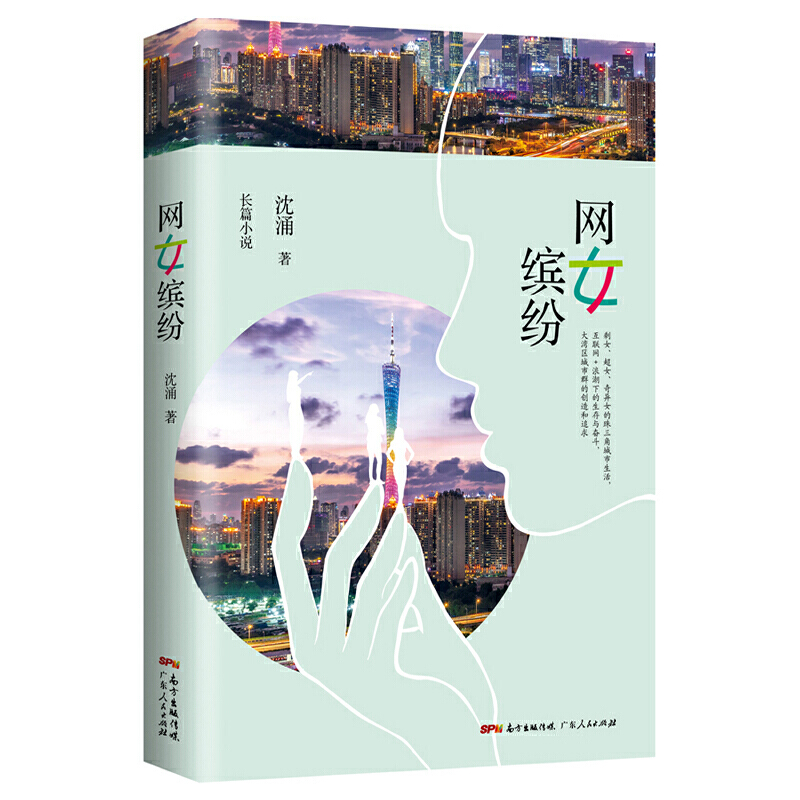 网女
缤纷
剩女、超女、奇异女的珠三角城市生活，
互联网+浪潮下的生存与奋斗，
大湾区城市群的创造和追求
沈涌 著
长篇小说
SPM 南方出版传媒 广东人民出版社
网女缤纷
沈涌 著
SPM
南方出版传媒
广东人民出版社